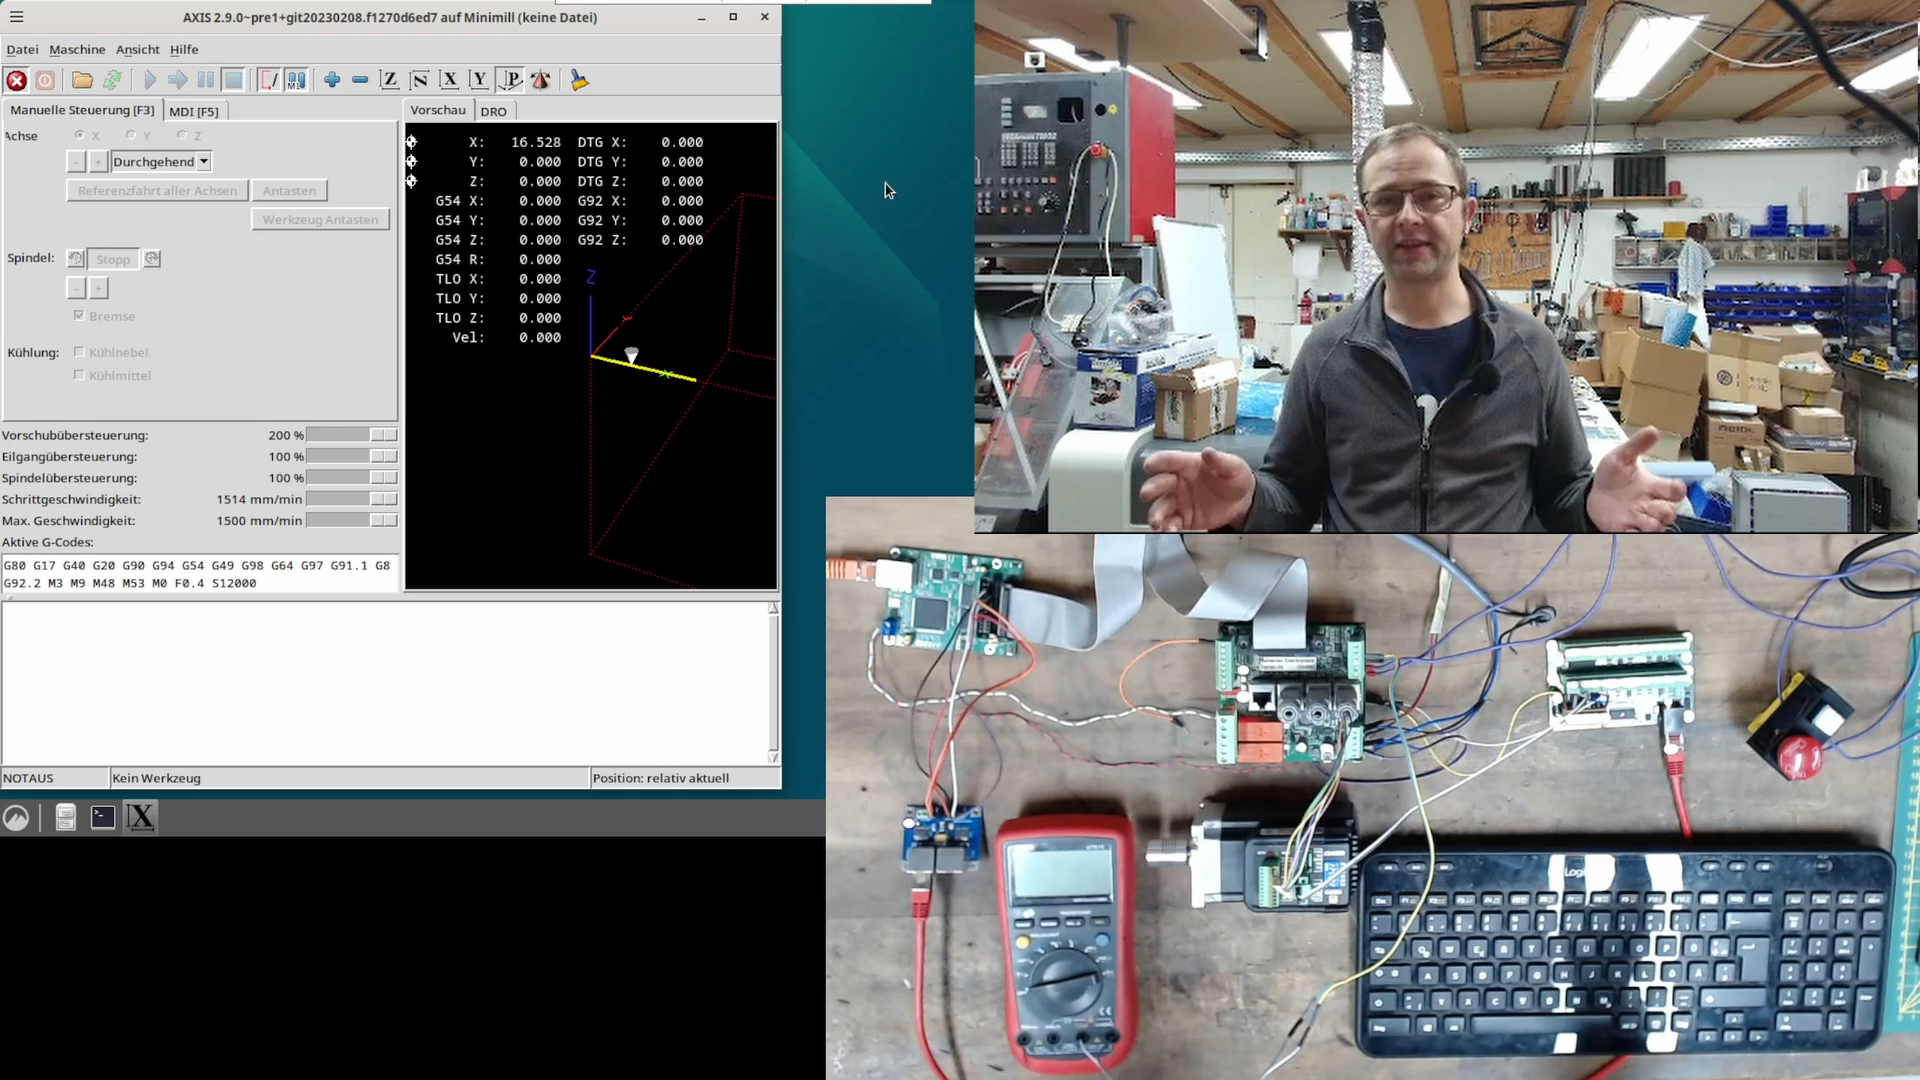 AXIS 2.9.0~pre1+git20230208.f1270d6ed7 auf Minimill (keine Datei)
Datei Maschine Ansicht Hilfe
Z N X Y P
Manuelle Steuerung [F3] MDI [F5]
Achse X Y Z
- + Durchgehend
Referenzfahrt aller Achsen Antasten
Werkzeug Antasten
Spindel: Stopp
- +
Bremse
Kühlung: Kühlnebel
Kühlmittel
Vorschubübersteuerung: 200 %
Eilgangübersteuerung: 100 %
Spindelübersteuerung: 100 %
Schrittgeschwindigkeit: 1514 mm/min
Max. Geschwindigkeit: 1500 mm/min
Aktive G-Codes:
G80 G17 G40 G20 G90 G94 G54 G49 G98 G64 G97 G91.1 G8
G92.2 M3 M9 M48 M53 M0 F0.4 S12000
Vorschau DRO
X: 16.528 DTG X: 0.000
Y: 0.000 DTG Y: 0.000
Z: 0.000 DTG Z: 0.000
G54 X: 0.000 G92 X: 0.000
G54 Y: 0.000 G92 Y: 0.000
G54 Z: 0.000 G92 Z: 0.000
G54 R: 0.000
TLO X: 0.000
TLO Y: 0.000
TLO Z: 0.000
Vel: 0.000
Z
X
NOTAUS Kein Werkzeug Position: relativ aktuell